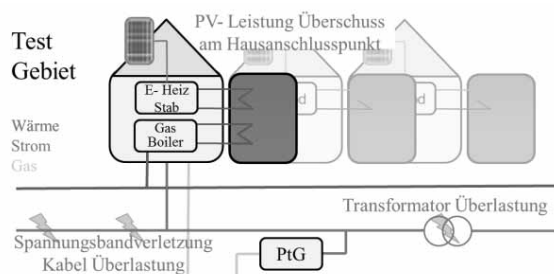 PV- Leistung Überschuss
am Hausanschlusspunkt
Test
Gebiet
E- Heiz
Stab
Gas
Boiler
Wärme
Strom
Gas
Transformator Überlastung
Spannungsbandverletzung
Kabel Überlastung
PtG